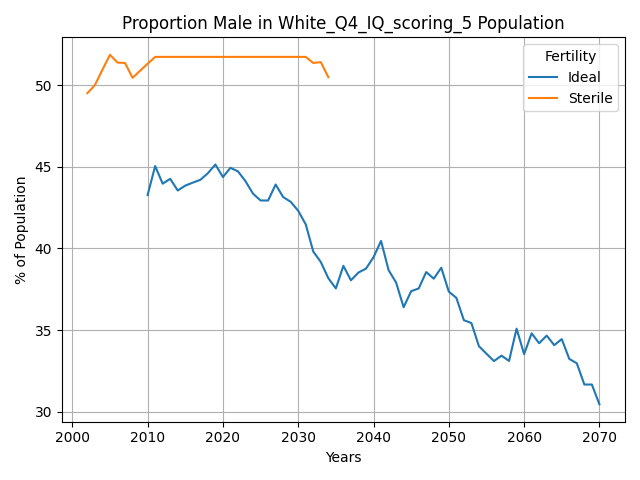 Proportion Male in White_Q4_IQ_scoring_5 Population
Fertility
Ideal
Sterile
% of Population
50
45
40
35
30
2000 2010 2020 2030 2040 2050 2060 2070
Years